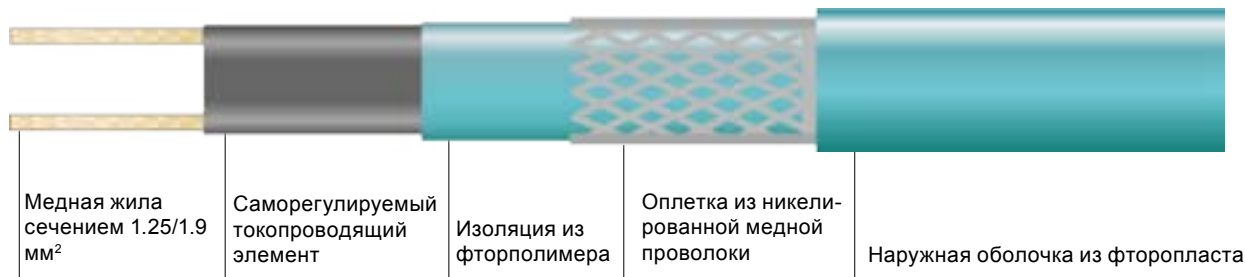 Медная жила
сечением 1.25/1.9
мм²
Саморегулируемый
токопроводящий
элемент
Изоляция из
фторполимера
Оплетка из никели-
рованной медной
проволоки
Наружная оболочка из фторопласта